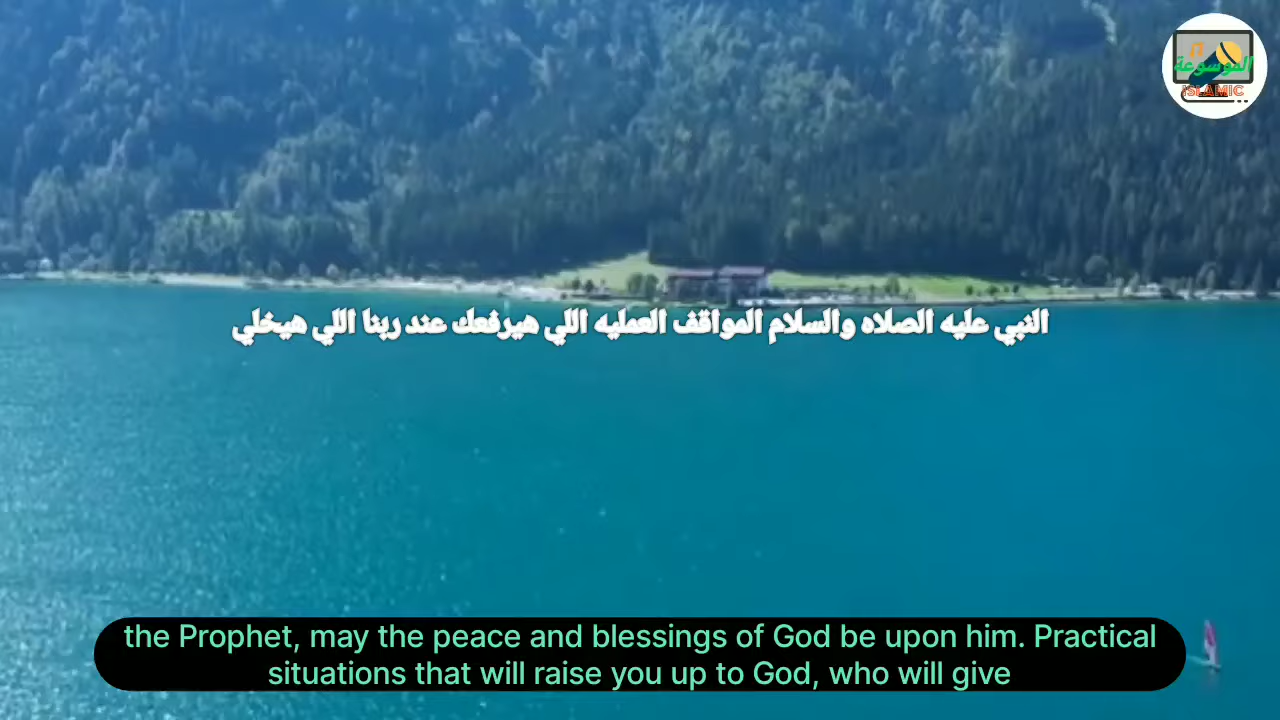 الموسوعة
ISLAMIC
النبي عليه الصلاه والسلام المواقف العمليه اللي هيرفعك عند ربنا اللي هيخلي
the Prophet, may the peace and blessings of God be upon him. Practical
situations that will raise you up to God, who will give